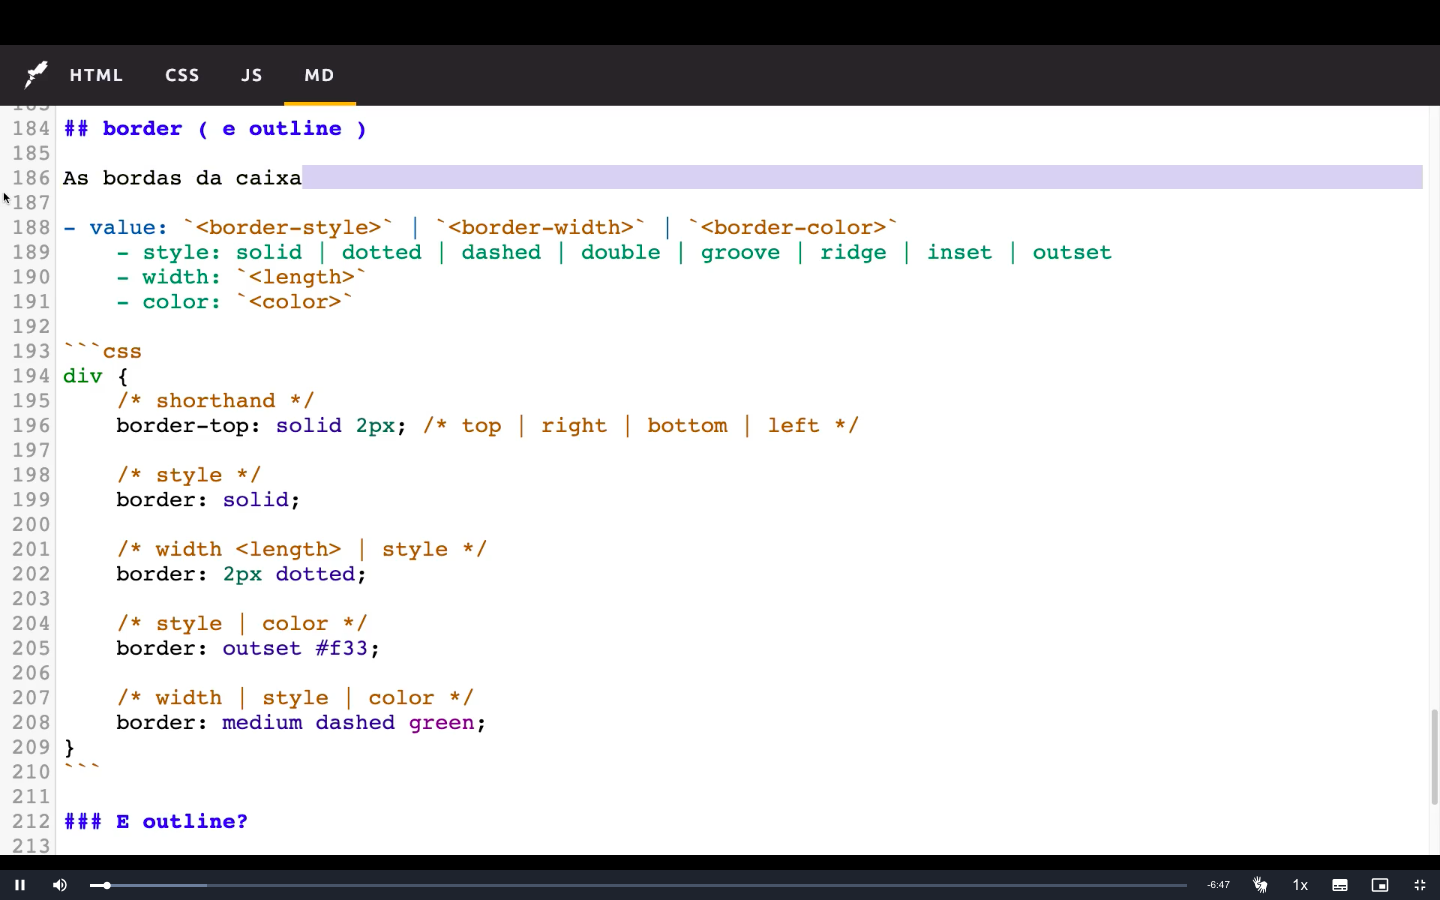 HTML CSS JS MD
183
184 ## border ( e outline )
185
186 As bordas da caixa
187
188 - value: `<border-style>` | `<border-width>` | `<border-color>`
189     - style: solid | dotted | dashed | double | groove | ridge | inset | outset
190     - width: `<length>`
191     - color: `<color>`
192
193 ```css
194 div {
195     /* shorthand */
196     border-top: solid 2px; /* top | right | bottom | left */
197
198     /* style */
199     border: solid;
200
201     /* width <length> | style */
202     border: 2px dotted;
203
204     /* style | color */
205     border: outset #f33;
206
207     /* width | style | color */
208     border: medium dashed green;
209 }
210 ```
211
212 ### E outline?
213
-6:47 1x